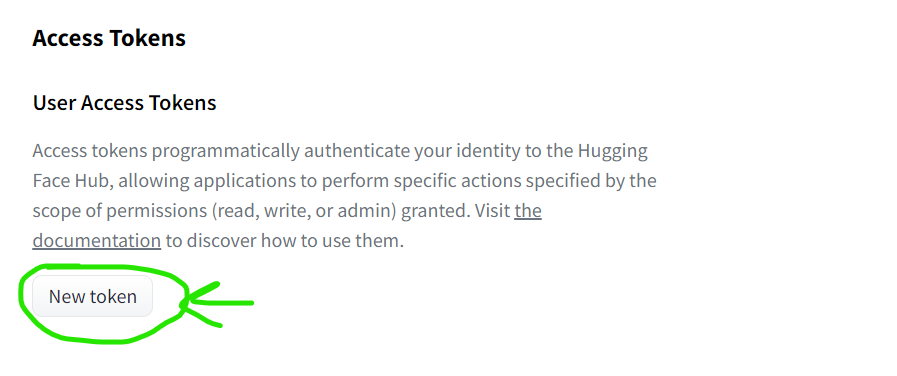 Access Tokens
User Access Tokens
Access tokens programmatically authenticate your identity to the Hugging
Face Hub, allowing applications to perform specific actions specified by the
scope of permissions (read, write, or admin) granted. Visit the
documentation to discover how to use them.
New token